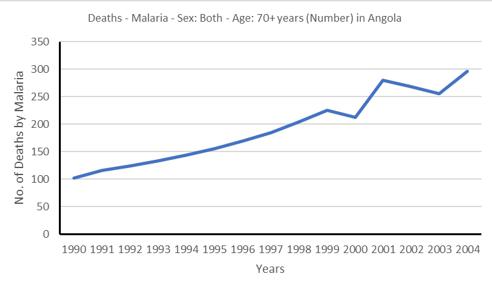 Deaths - Malaria - Sex: Both - Age: 70+ years (Number) in Angola
350
300
250
200
150
100
50
0
No. of Deaths by Malaria
1990 1991 1992 1993 1994 1995 1996 1997 1998 1999 2000 2001 2002 2003 2004
Years